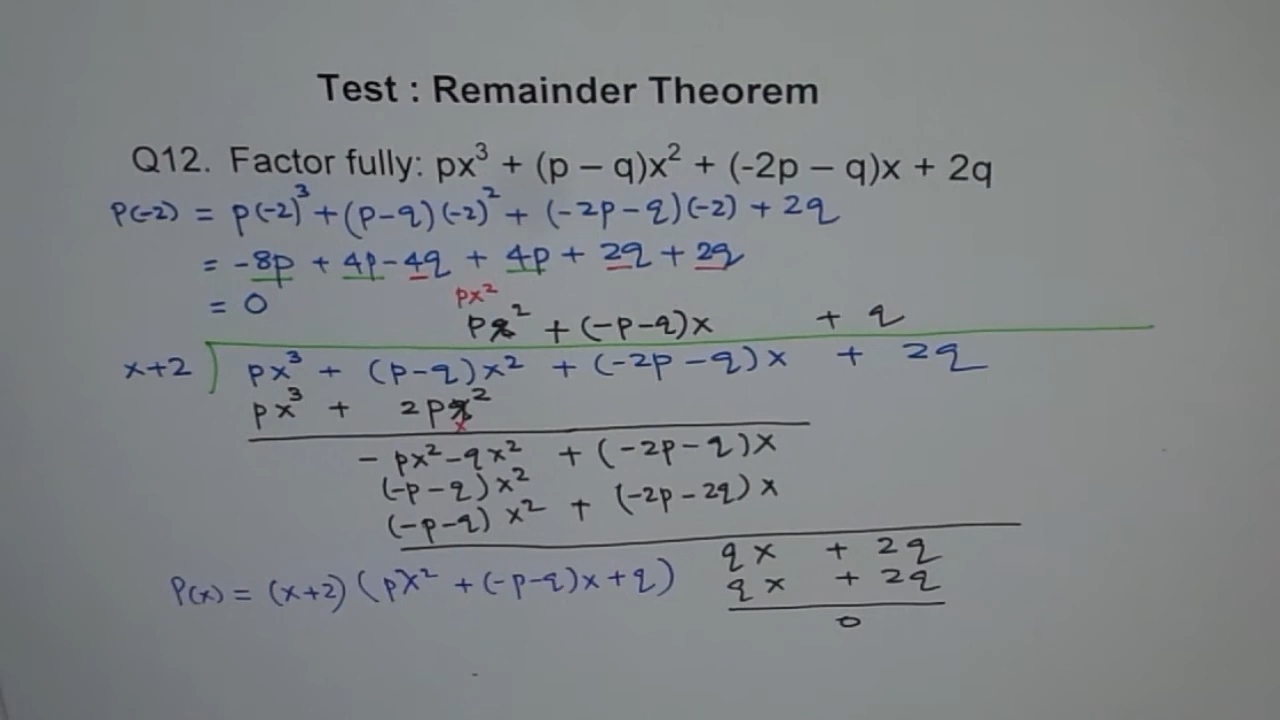 Test : Remainder Theorem
Q12. Factor fully: px³ + (p – q)x² + (-2p – q)x + 2q
P(-2) = p(-2)³ + (p-q)(-2)² + (-2p-q)(-2) + 2q
= -8p + 4p - 4q + 4p + 2q + 2q
= 0
px²
px² + (-p-q)x + q
x+2 ) px³ + (p-q)x² + (-2p-q)x + 2q
px³ + 2px²
x
- px² - qx² + (-2p-q)x
(-p-q)x²
(-p-q)x² + (-2p-2q)x
qx + 2q
P(x) = (x+2)(px² + (-p-q)x + q)
qx + 2q
0